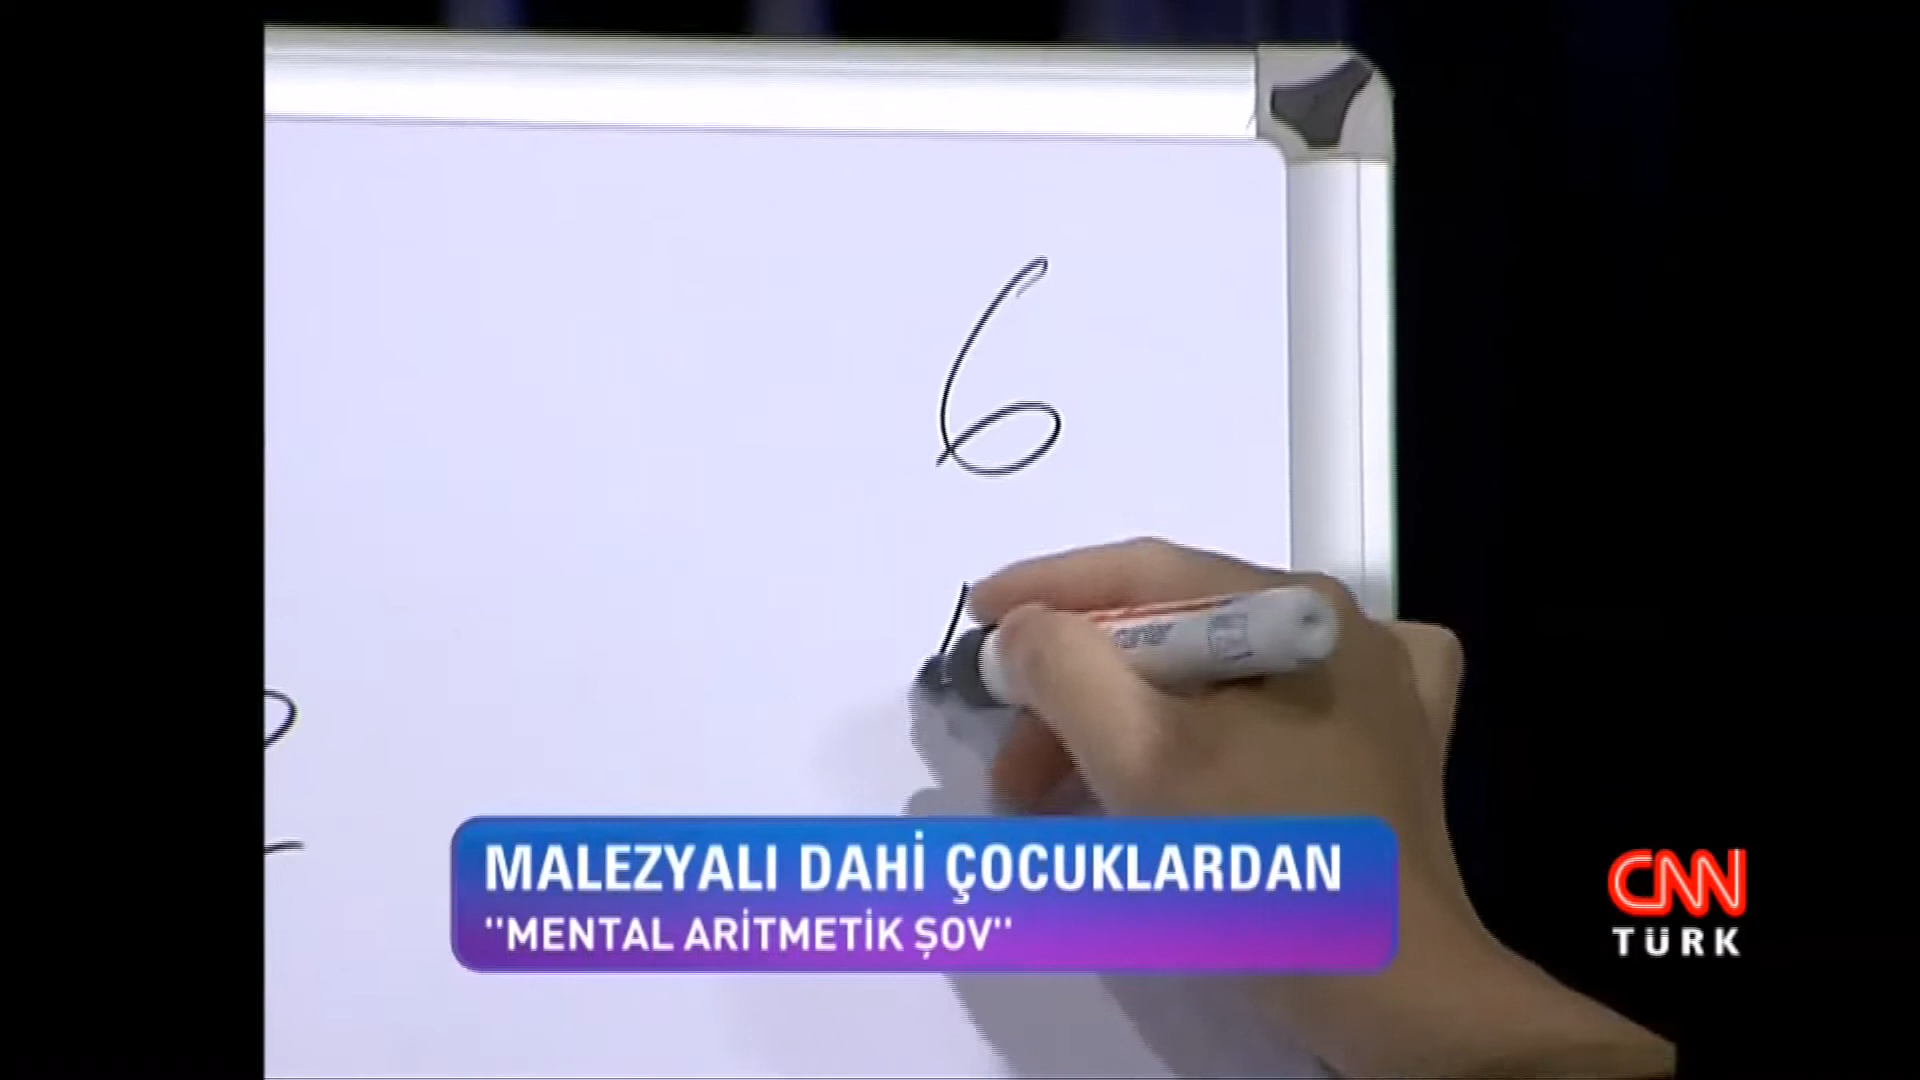 6
MALEZYALI DAHİ ÇOCUKLARDAN
"MENTAL ARİTMETİK ŞOV"
CNN
TÜRK